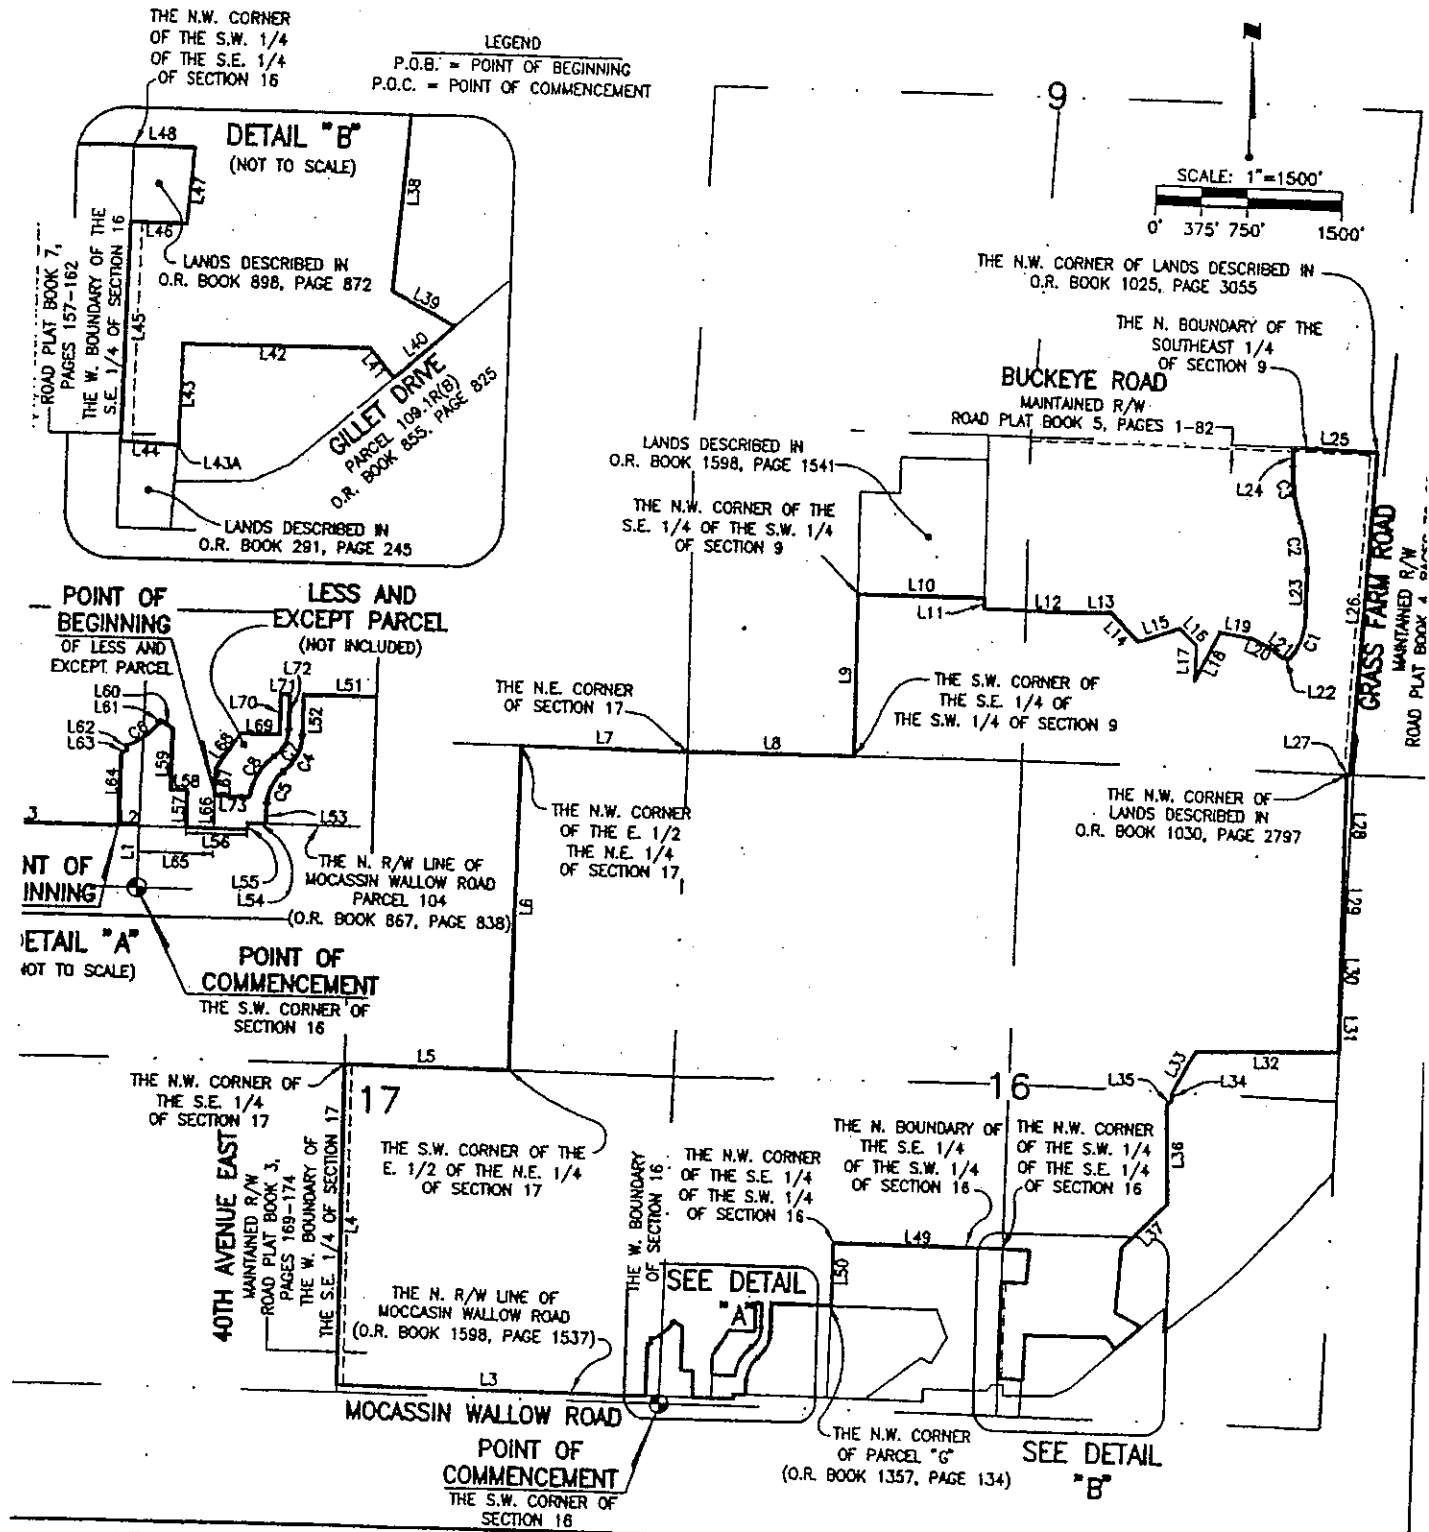 THE N.W. CORNER
OF THE S.W. 1/4
OF THE S.E. 1/4
OF SECTION 16
LEGEND
P.O.B. = POINT OF BEGINNING
P.O.C. = POINT OF COMMENCEMENT
N
SCALE: 1"=1500'
0' 375' 750' 1500'
9
DETAIL "B"
(NOT TO SCALE)
L48
L47
L46
L45
L38
L39
L40
L41
L42
L43
L44
L43A
LANDS DESCRIBED IN
O.R. BOOK 898, PAGE 872
ROAD PLAT BOOK 7,
PAGES 157-162
THE W. BOUNDARY OF THE
S.E. 1/4 OF SECTION 16
GILLET DRIVE
PARCEL 109.1R(B)
O.R. BOOK 855, PAGE 825
LANDS DESCRIBED IN
O.R. BOOK 291, PAGE 245
THE N.W. CORNER OF LANDS DESCRIBED IN
O.R. BOOK 1025, PAGE 3055
THE N. BOUNDARY OF THE
SOUTHEAST 1/4
OF SECTION 9
BUCKEYE ROAD
MAINTAINED R/W
ROAD PLAT BOOK 5, PAGES 1-82
L25
L24
C3
C2
L23
C1
L26
GRASS FARM ROAD
MAINTAINED R/W
ROAD PLAT BOOK 4
LANDS DESCRIBED IN
O.R. BOOK 1598, PAGE 1541
THE N.W. CORNER OF THE
S.E. 1/4 OF THE S.W. 1/4
OF SECTION 9
L10
L11
L12
L13
L14
L15
L16
L17
L18
L19
L20
L21
L22
L9
THE S.W. CORNER OF
THE S.E. 1/4 OF
THE S.W. 1/4 OF SECTION 9
THE N.E. CORNER
OF SECTION 17
L7
L8
L27
THE N.W. CORNER OF
LANDS DESCRIBED IN
O.R. BOOK 1030, PAGE 2797
L28
L29
L30
L31
POINT OF
BEGINNING
OF LESS AND
EXCEPT PARCEL
LESS AND
EXCEPT PARCEL
(NOT INCLUDED)
L60
L61
L62
L63
L64
C6
L59
L58
L57
L66
L67
L68
L69
L70
L71
L72
L51
L52
C7
C4
C8
C5
L73
L53
L56
L65
L55
L54
3
L2
L1
THE N. R/W LINE OF
MOCASSIN WALLOW ROAD
PARCEL 104
(O.R. BOOK 867, PAGE 838)
NT OF
INNING
ETAIL "A"
OT TO SCALE)
POINT OF
COMMENCEMENT
THE S.W. CORNER OF
SECTION 16
THE N.W. CORNER
OF THE E. 1/2
THE N.E. 1/4
OF SECTION 17
L6
L5
THE N.W. CORNER OF
THE S.E. 1/4
OF SECTION 17
17
THE S.W. CORNER OF THE
E. 1/2 OF THE N.E. 1/4
OF SECTION 17
40TH AVENUE EAST
MAINTAINED R/W
ROAD PLAT BOOK 3,
PAGES 169-174
THE W. BOUNDARY OF
THE S.E. 1/4 OF SECTION 17
L4
16
L32
L33
L34
L35
L36
L37
THE W. BOUNDARY
OF SECTION 16
THE N.W. CORNER
OF THE S.E. 1/4
OF THE S.W. 1/4
OF SECTION 16
THE N. BOUNDARY OF
THE S.E. 1/4
OF THE S.W. 1/4
OF SECTION 16
THE N.W. CORNER
OF THE S.W. 1/4
OF THE S.E. 1/4
OF SECTION 16
L49
L50
SEE DETAIL
"A"
THE N. R/W LINE OF
MOCCASIN WALLOW ROAD
(O.R. BOOK 1598, PAGE 1537)
L3
MOCASSIN WALLOW ROAD
POINT OF
COMMENCEMENT
THE S.W. CORNER OF
SECTION 16
THE N.W. CORNER
OF PARCEL "G"
(O.R. BOOK 1357, PAGE 134)
SEE DETAIL
"B"